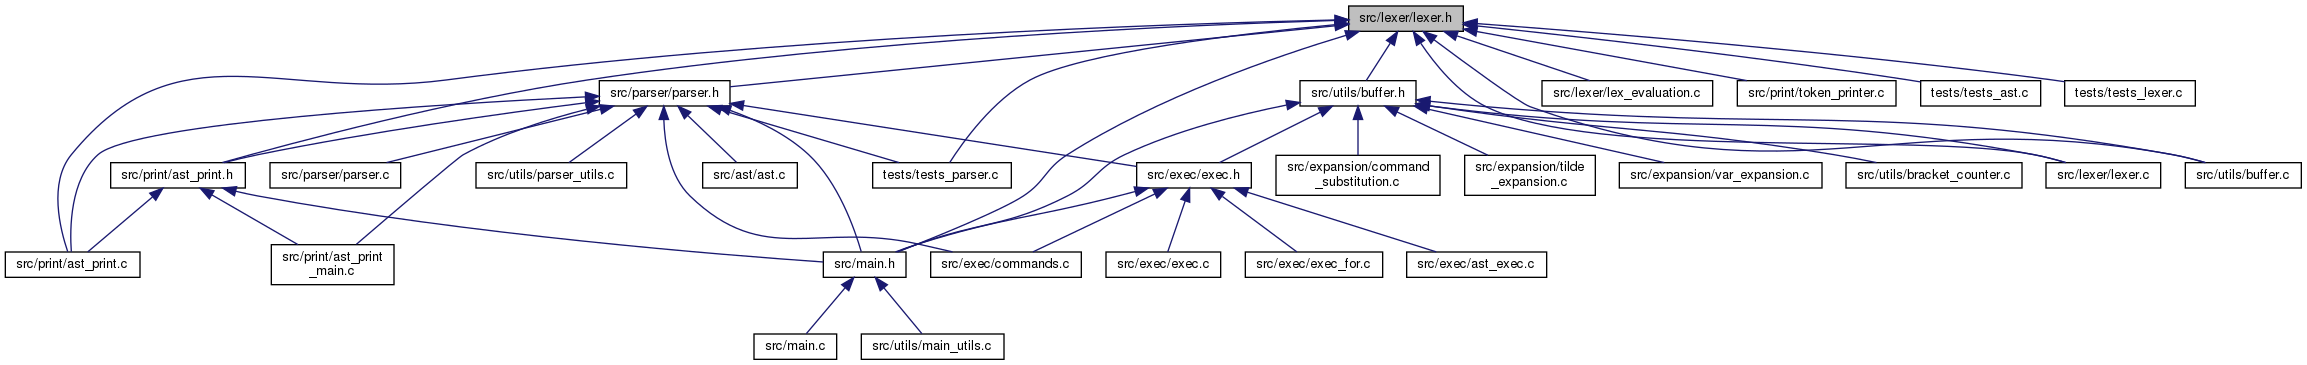 src/lexer/lexer.h
src/parser/parser.h
src/utils/buffer.h
src/lexer/lex_evaluation.c
src/print/token_printer.c
tests/tests_ast.c
tests/tests_lexer.c
src/print/ast_print.h
src/parser/parser.c
src/utils/parser_utils.c
src/ast/ast.c
tests/tests_parser.c
src/exec/exec.h
src/expansion/command
_substitution.c
src/expansion/tilde
_expansion.c
src/expansion/var_expansion.c
src/utils/bracket_counter.c
src/lexer/lexer.c
src/utils/buffer.c
src/print/ast_print.c
src/print/ast_print
_main.c
src/main.h
src/exec/commands.c
src/exec/exec.c
src/exec/exec_for.c
src/exec/ast_exec.c
src/main.c
src/utils/main_utils.c